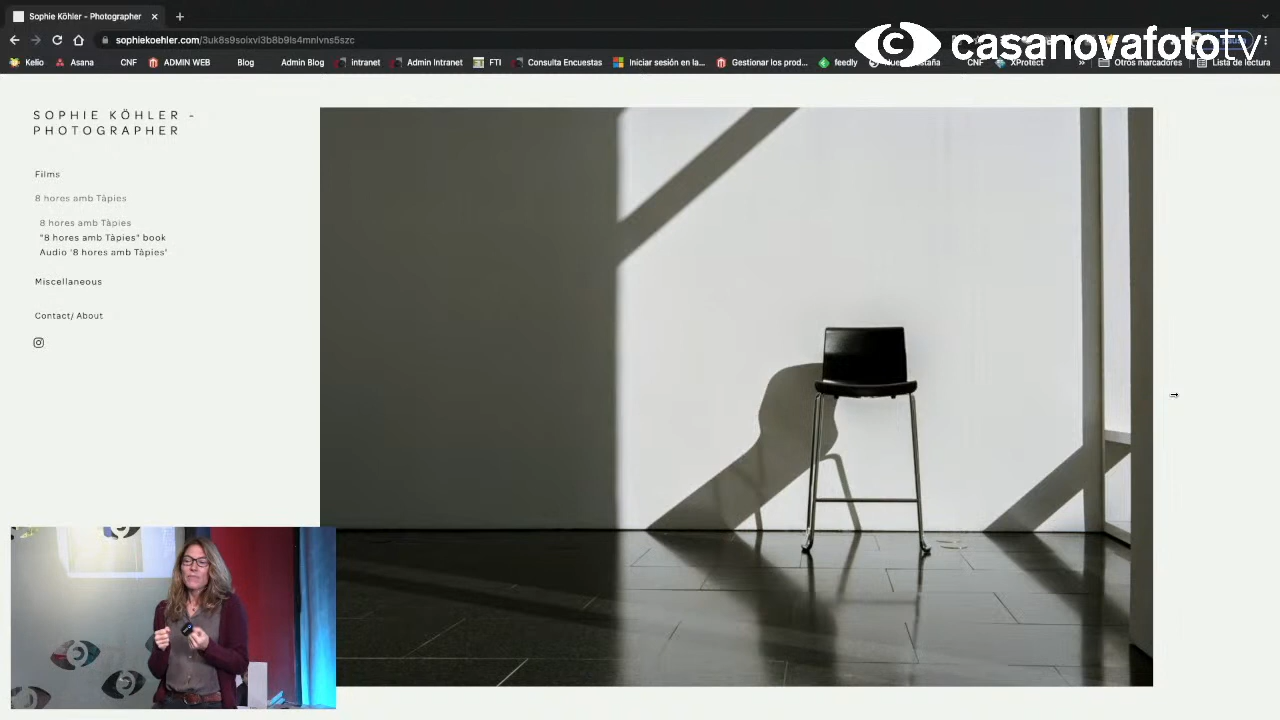 Sophie Köhler - Photographer
sophiekoehler.com/3uk8s9soixvi3b8b9ls4mnlvns5szc
casanovafototv
Kelio
Asana
CNF
ADMIN WEB
Blog
Admin Blog
intranet
Admin Intranet
FTI
Consulta Encuestas
Iniciar sesión en la...
Gestionar los prod...
feedly
CNF
XProtect
Otros marcadores
Lista de lectura
SOPHIE KÖHLER -
PHOTOGRAPHER
Films
8 hores amb Tàpies
8 hores amb Tàpies
"8 hores amb Tàpies" book
Audio '8 hores amb Tàpies'
Miscellaneous
Contact/ About